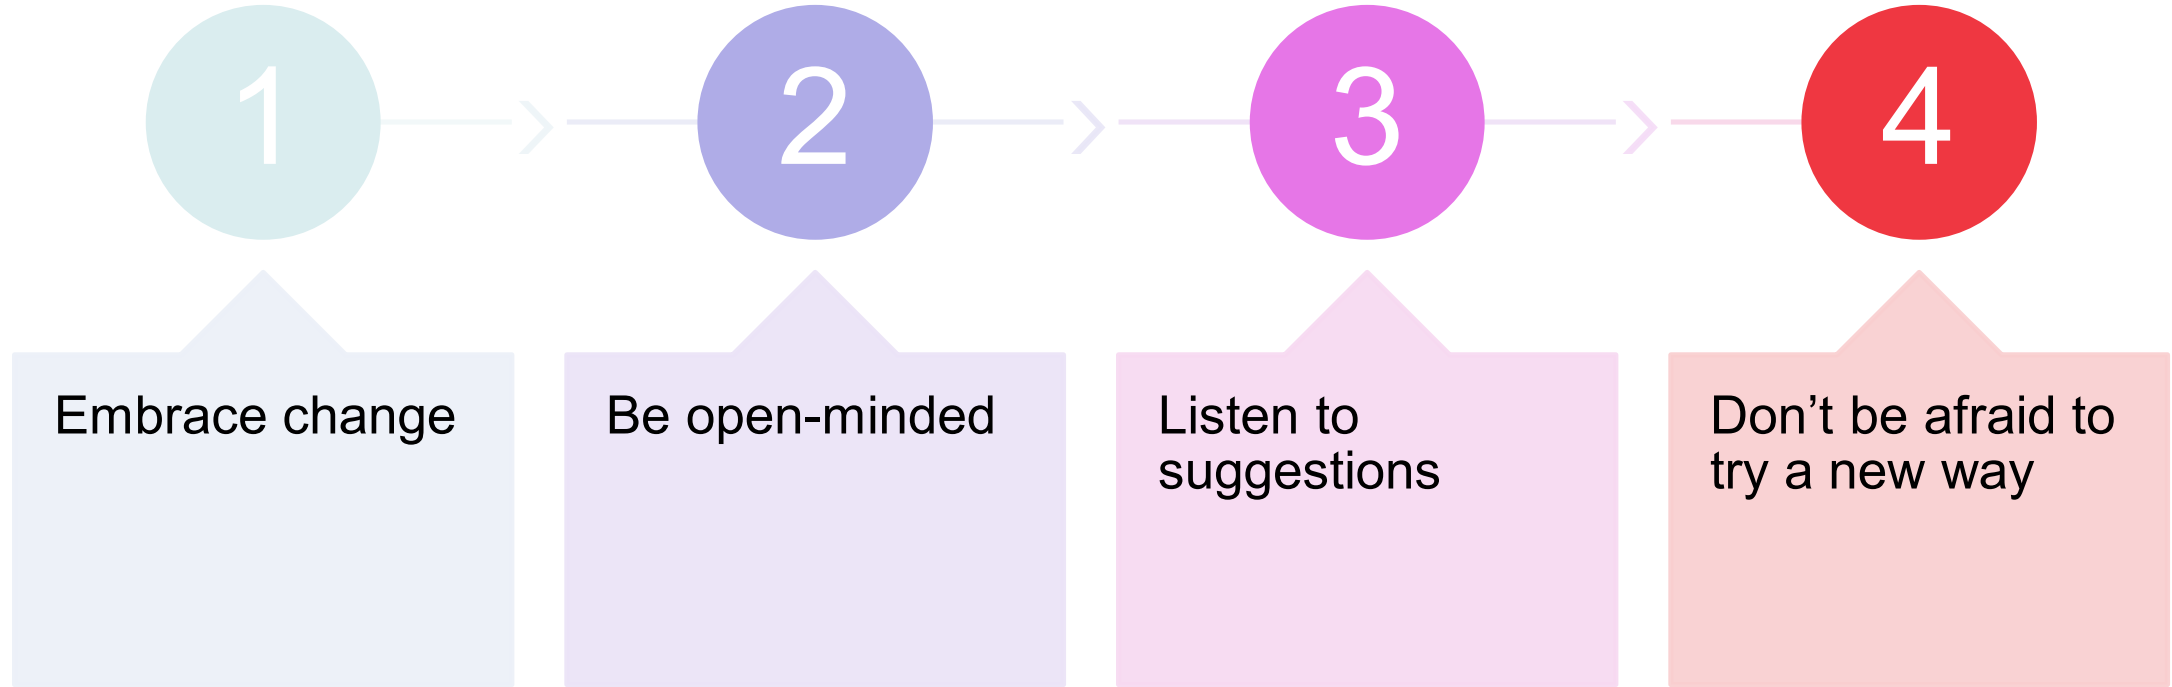 1
2
3
4
Embrace change
Be open-minded
Listen to
suggestions
Don’t be afraid to
try a new way